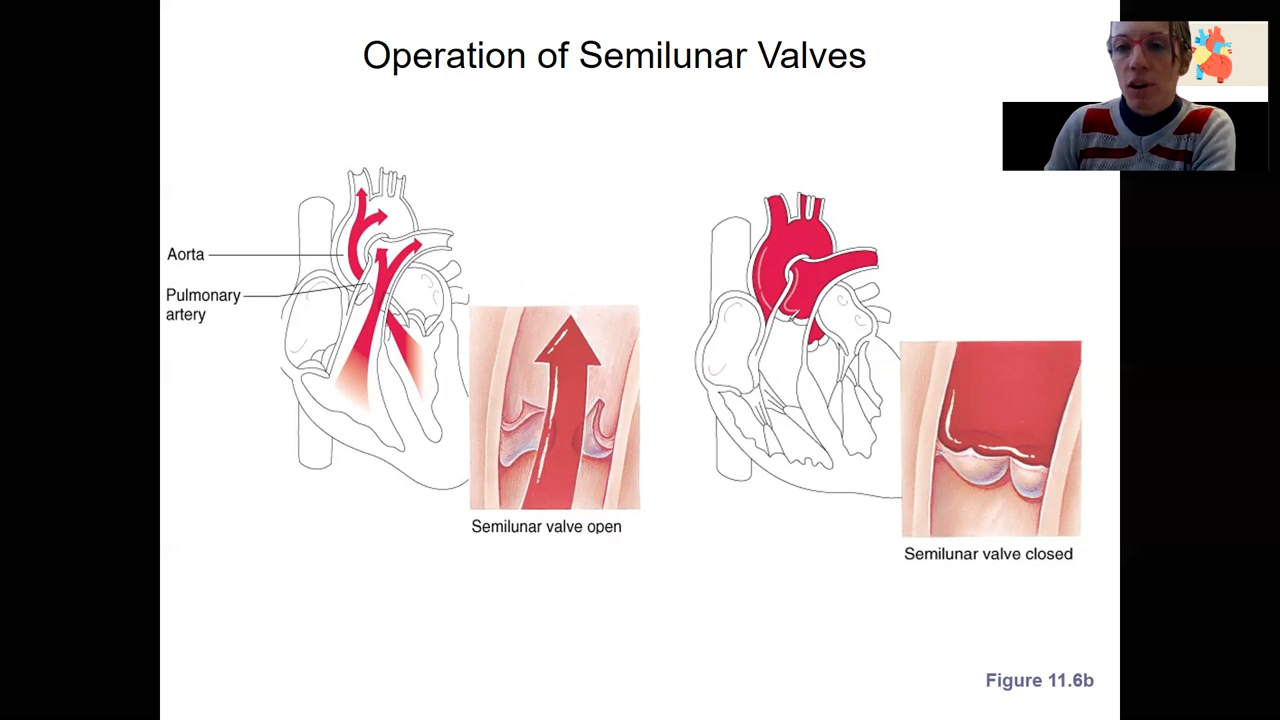 Operation of Semilunar Valves
Aorta
Pulmonary
artery
Semilunar valve open
Semilunar valve closed
Figure 11.6b